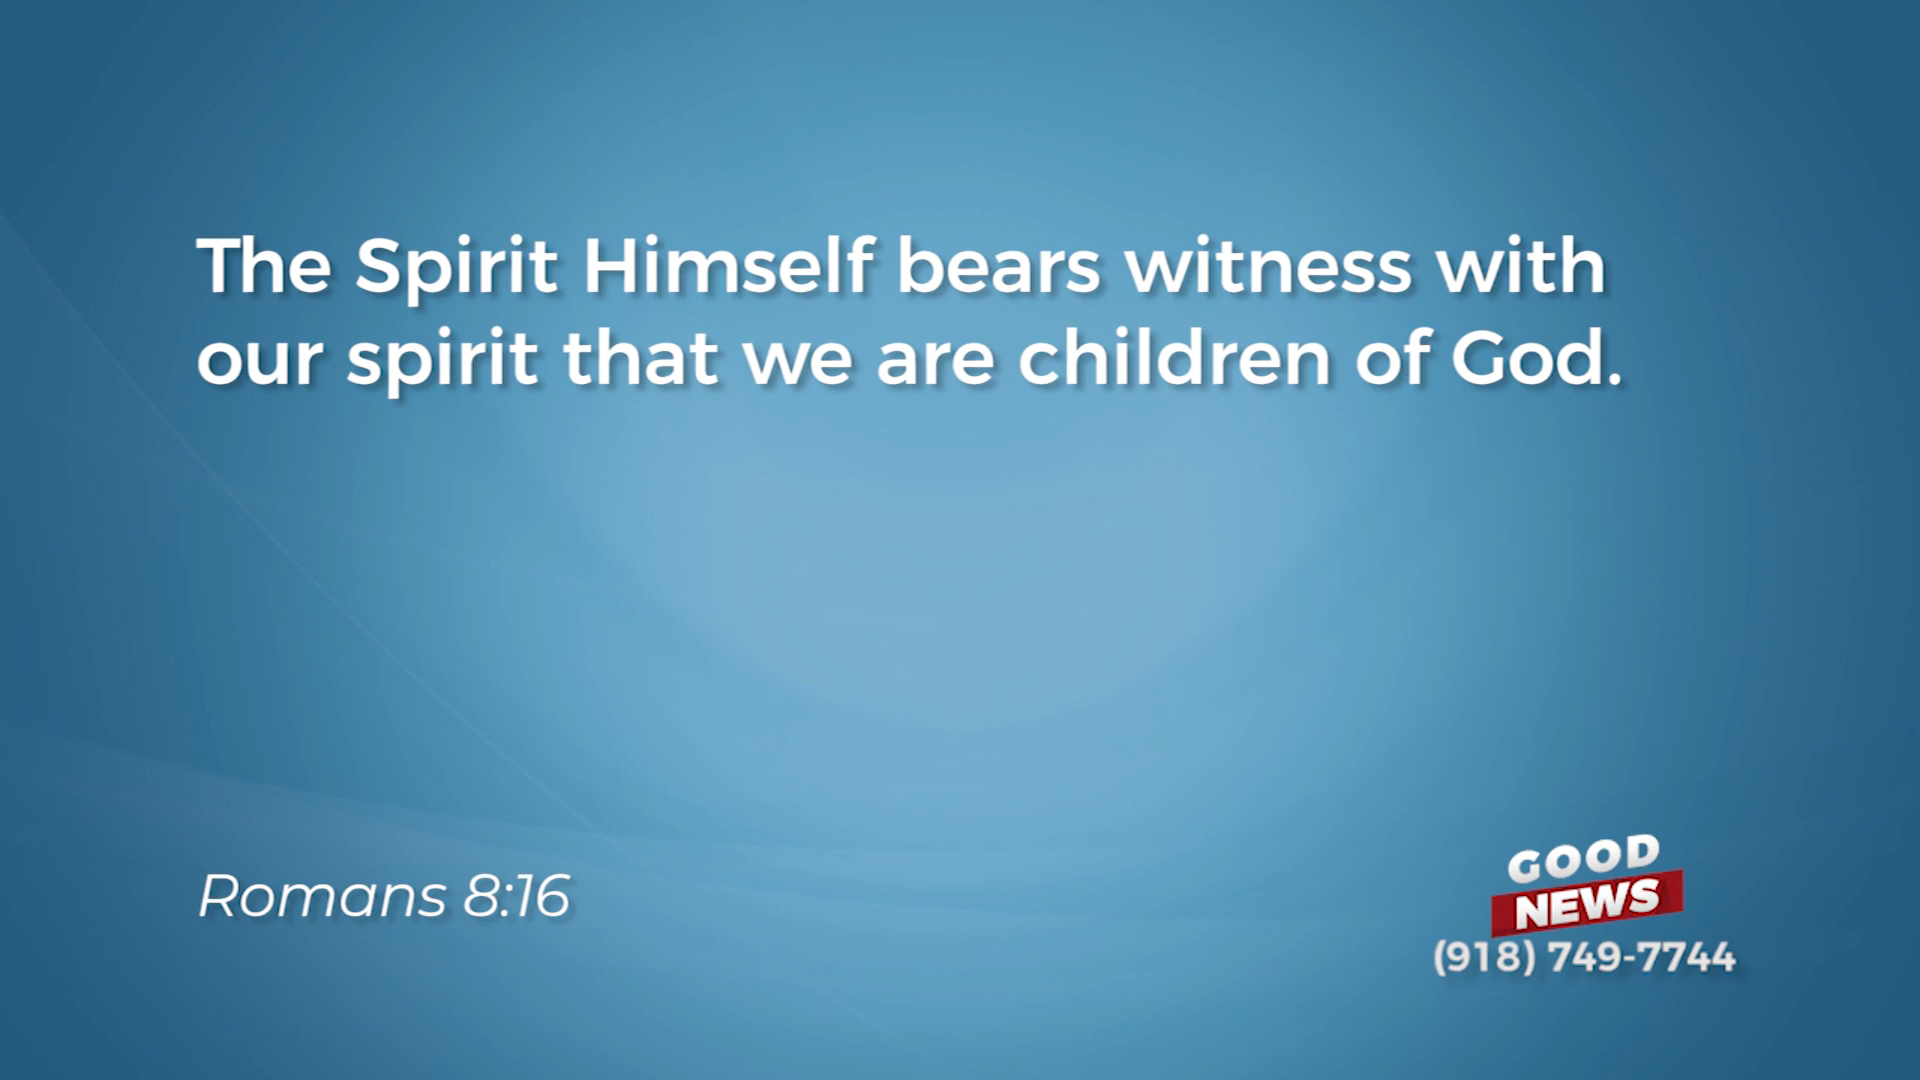 The Spirit Himself bears witness with
our spirit that we are children of God.
Romans 8:16
GOOD
NEWS
(918) 749-7744